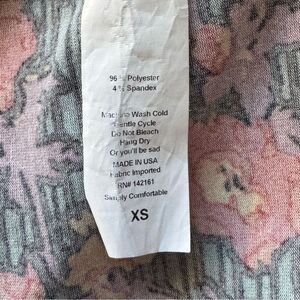 96 % Polyester
4 % Spandex
Machine Wash Cold
Gentle Cycle
Do Not Bleach
Hang Dry
Or you'll be sad
MADE IN USA
Fabric Imported
RN# 142161
Simply Comfortable
XS